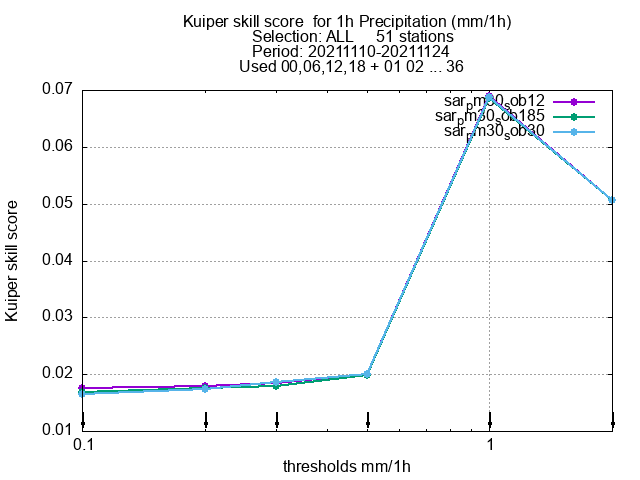 Kuiper skill score  for 1h Precipitation (mm/1h)
Selection: ALL     51 stations
Period: 20211110-20211124
Used 00,06,12,18 + 01 02 ... 36
0.07
0.06
0.05
0.04
0.03
0.02
0.01
Kuiper skill score
sar_pm30_sob185
sar_pm30_sob30
0.1
1
thresholds mm/1h